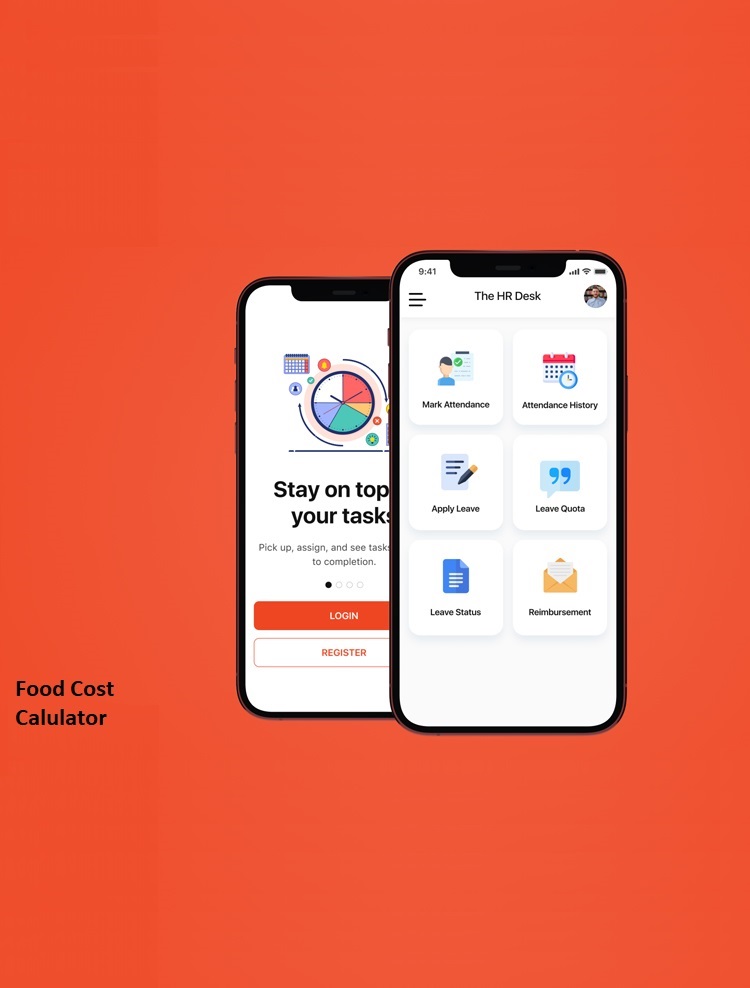 9:41
The HR Desk
Mark Attendance
Attendance History
Apply Leave
Leave Quota
Leave Status
Reimbursement
Stay on top
your tasks
Pick up, assign, and see tasks
to completion.
LOGIN
REGISTER
Food Cost
Calulator